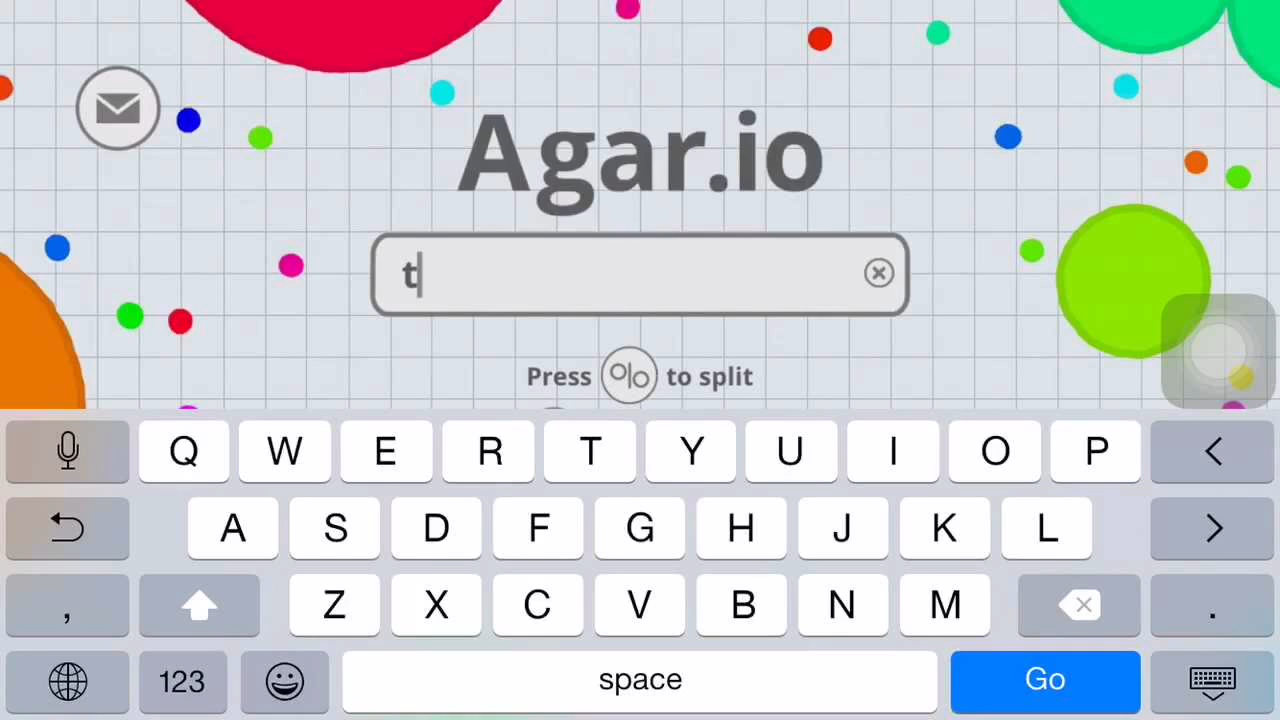 Agar.io
t
Press to split
Q W E R T Y U I O P <
A S D F G H J K L >
, Z X C V B N M .
123 space Go